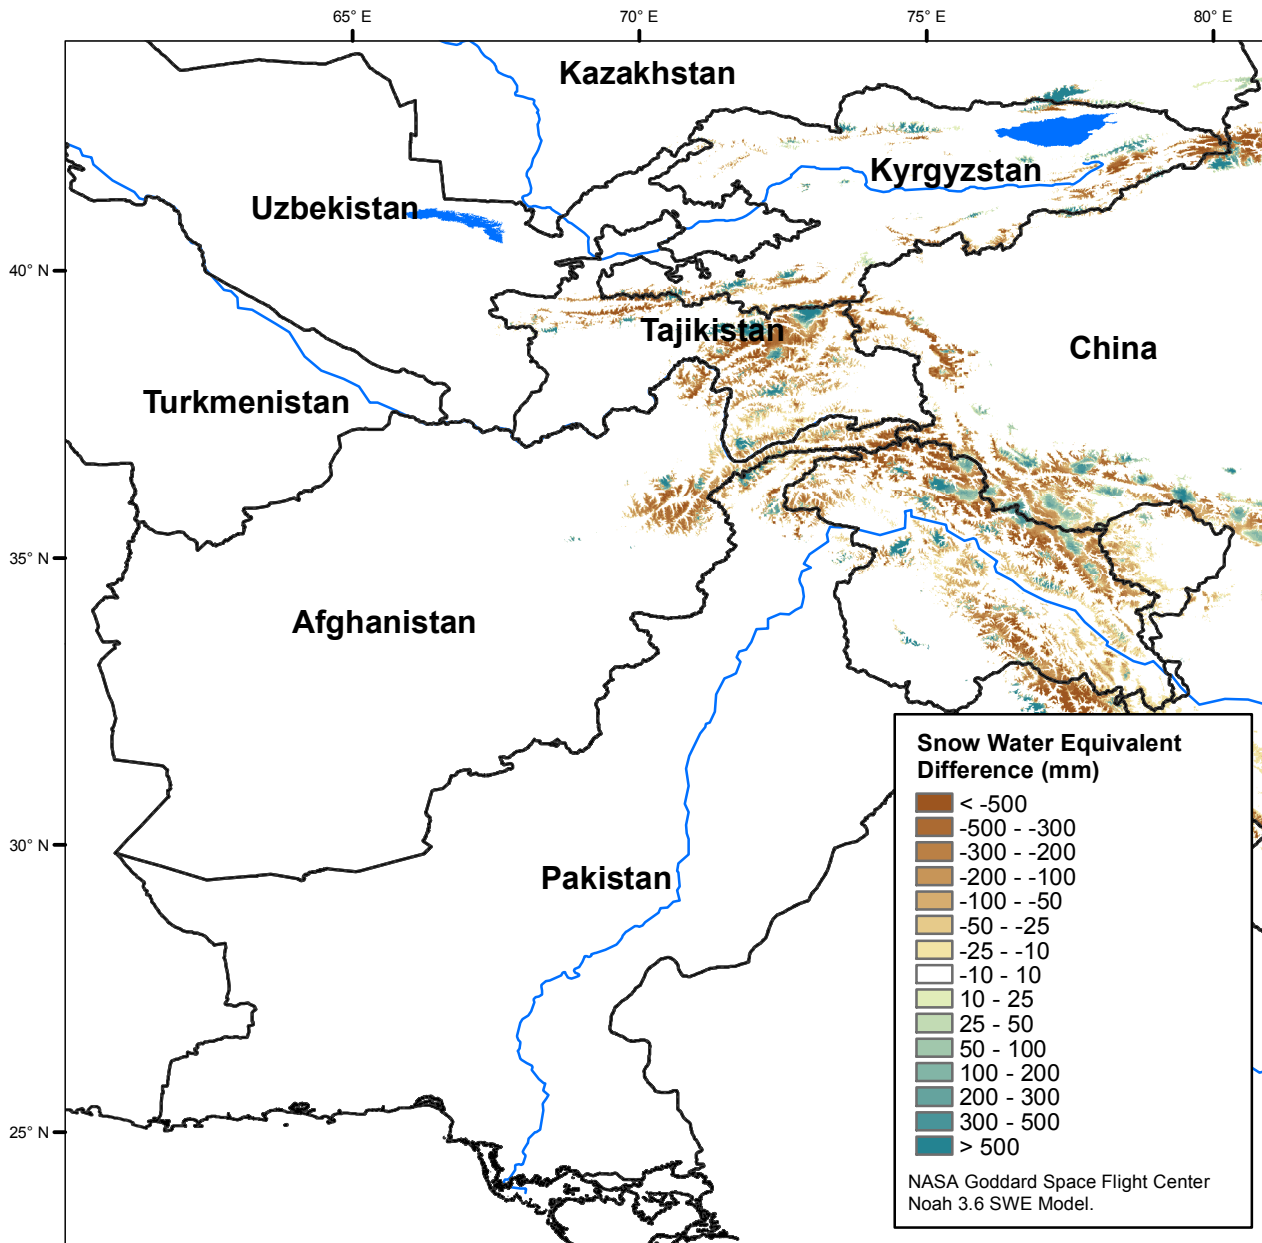 65° E
70° E
75° E
80° E
Kazakhstan
Kyrgyzstan
Uzbekistan
40° N
Tajikistan
China
Turkmenistan
35° N
Afghanistan
Snow Water Equivalent
Difference (mm)
< -500
-500 - -300
-300 - -200
-200 - -100
-100 - -50
-50 - -25
-25 - -10
-10 - 10
10 - 25
25 - 50
50 - 100
100 - 200
200 - 300
300 - 500
> 500
30° N
Pakistan
25° N
NASA Goddard Space Flight Center
Noah 3.6 SWE Model.